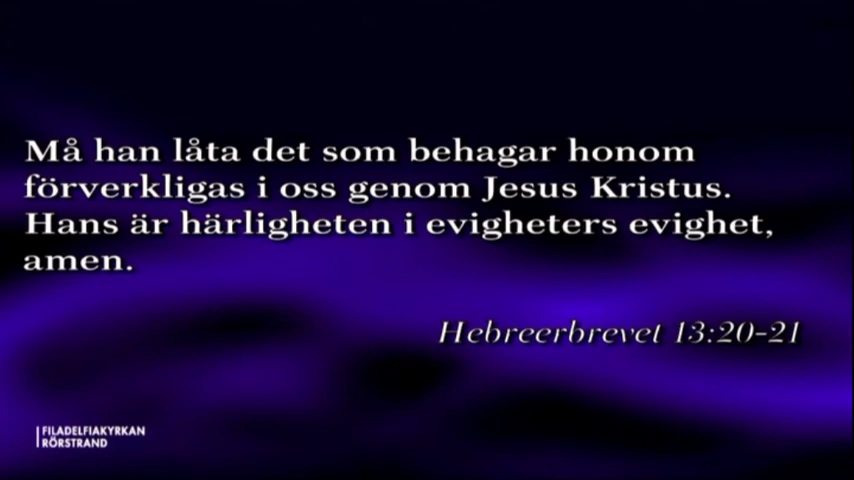 Må han låta det som behagar honom
förverkligas i oss genom Jesus Kristus.
Hans är härligheten i evigheters evighet,
amen.
Hebreerbrevet 13:20-21
FILADELFIAKYRKAN
RÖRSTRAND